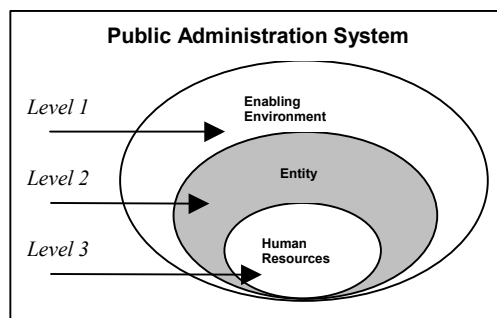 Public Administration System
Level 1
Enabling
Environment
Level 2
Entity
Level 3
Human
Resources